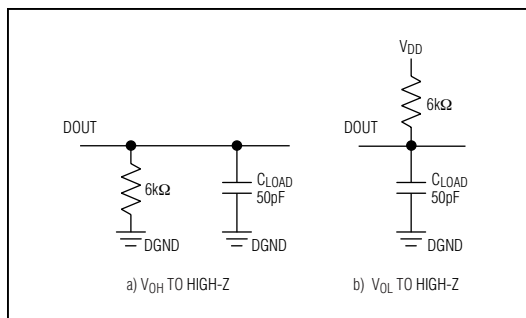 DOUT
6kΩ
CLOAD
50pF
DGND
DGND
a) VOH TO HIGH-Z
VDD
6kΩ
DOUT
CLOAD
50pF
DGND
b) VOL TO HIGH-Z